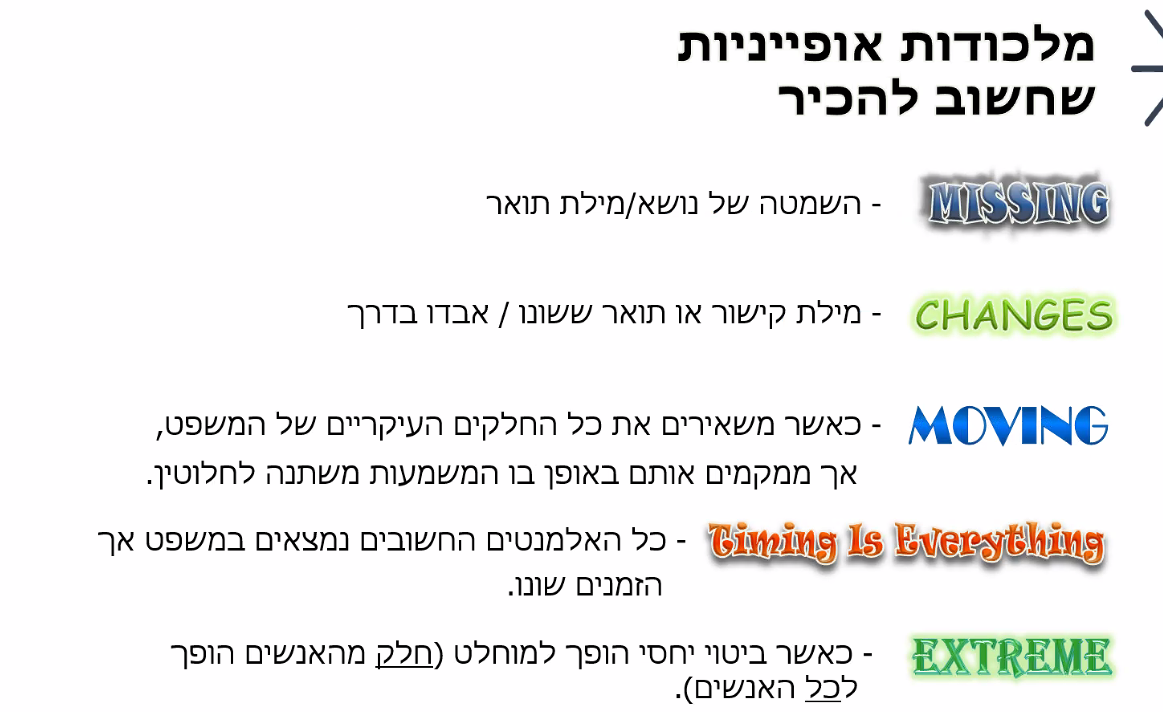 מלכודות אופייניות
שחשוב להכיר
MISSING - השמטה של נושא/מילת תואר
CHANGES - מילת קישור או תואר ששונו / אבדו בדרך
MOVING - כאשר משאירים את כל החלקים העיקריים של המשפט,
אך ממקמים אותם באופן בו המשמעות משתנה לחלוטין.
Timing Is Everything - כל האלמנטים החשובים נמצאים במשפט אך
הזמנים שונו.
EXTREME - כאשר ביטוי יחסי הופך למוחלט (חלק מהאנשים הופך
לכל האנשים).